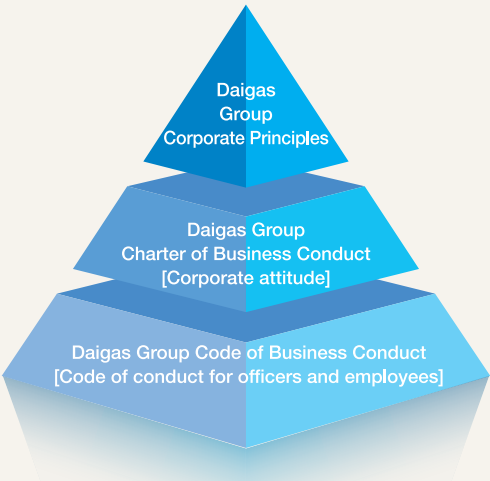 Daigas
Group
Corporate Principles
Daigas Group
Charter of Business Conduct
[Corporate attitude]
Daigas Group Code of Business Conduct
[Code of conduct for officers and employees]